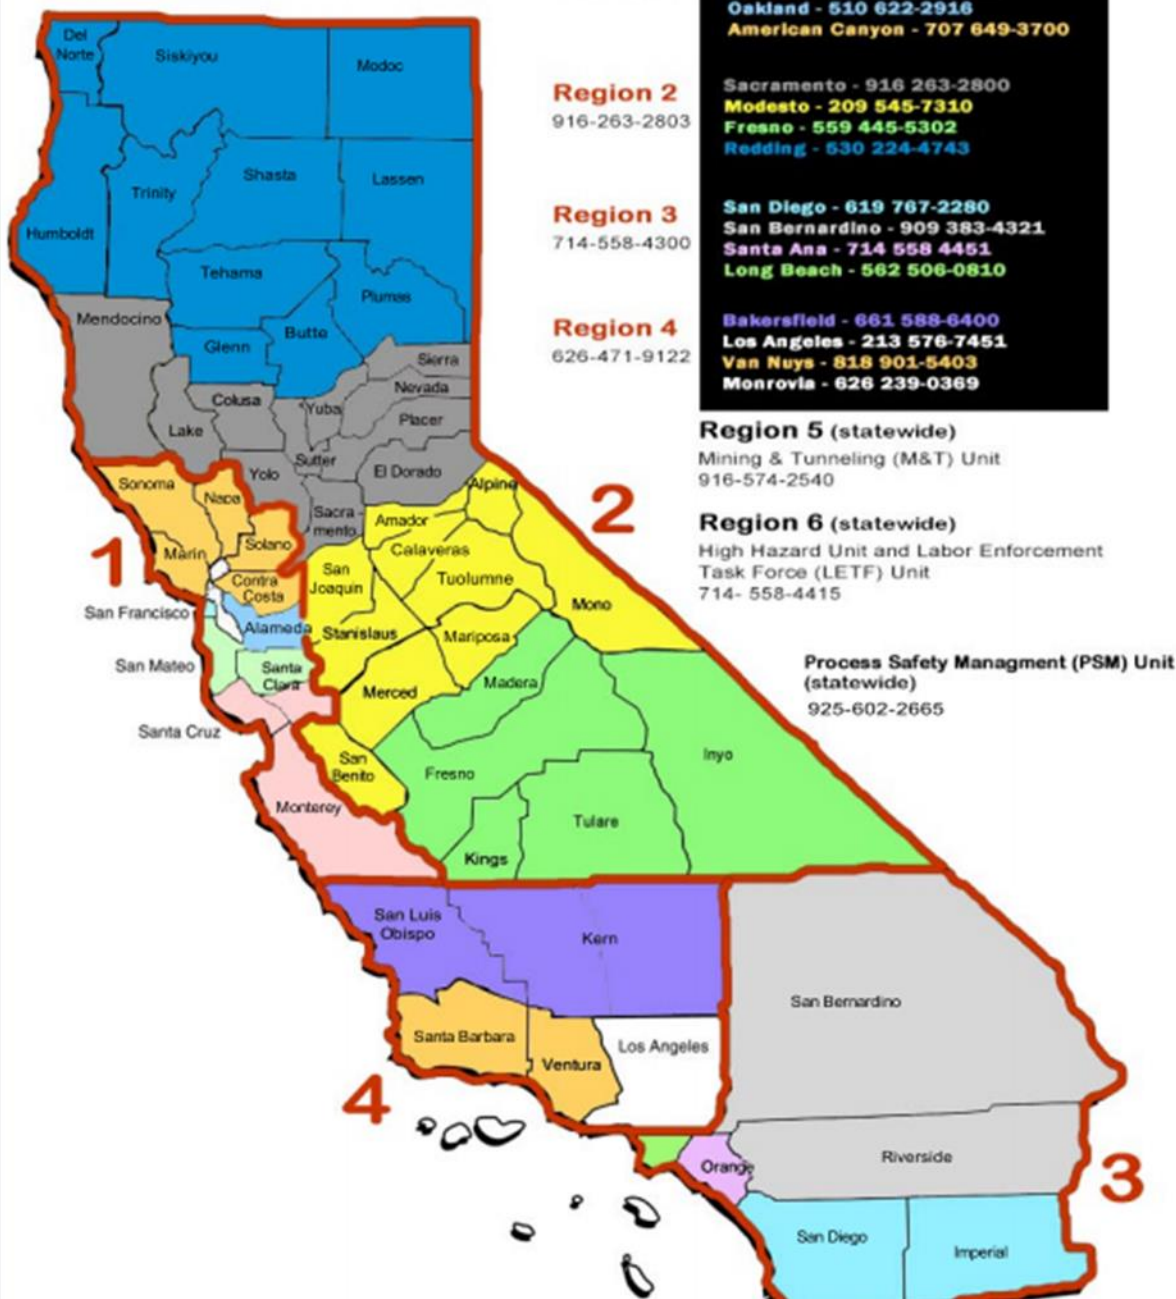 Oakland - 510 622-2916
American Canyon - 707 649-3700
Region 2
916-263-2803
Sacramento - 916 263-2800
Modesto - 209 545-7310
Fresno - 559 445-5302
Redding - 530 224-4743
Region 3
714-558-4300
San Diego - 619 767-2280
San Bernardino - 909 383-4321
Santa Ana - 714 558 4451
Long Beach - 562 506-0810
Region 4
626-471-9122
Bakersfield - 661 588-6400
Los Angeles - 213 576-7451
Van Nuys - 818 901-5403
Monrovia - 626 239-0369
Region 5 (statewide)
Mining & Tunneling (M&T) Unit
916-574-2540
Region 6 (statewide)
High Hazard Unit and Labor Enforcement
Task Force (LETF) Unit
714- 558-4415
Process Safety Managment (PSM) Unit
(statewide)
925-602-2665
Del
Norte
Siskiyou
Modoc
Humboldt
Trinity
Shasta
Lassen
Tehama
Plumas
Mendocino
Glenn
Butte
Sierra
Nevada
Colusa
Yuba
Placer
Lake
Sutter
Yolo
El Dorado
Sonoma
Napa
Sacra -
mento
Alpine
2
Amador
Solano
Marin
1
Calaveras
Contra
Costa
San
Joaquin
Tuolumne
Mono
San Francisco
Alameda
Stanislaus
Mariposa
San Mateo
Santa
Clara
Merced
Madera
Santa Cruz
San
Benito
Fresno
Inyo
Monterey
Tulare
Kings
San Luis
Obispo
Kern
San Bernardino
Santa Barbara
Ventura
Los Angeles
4
Orange
Riverside
3
San Diego
Imperial